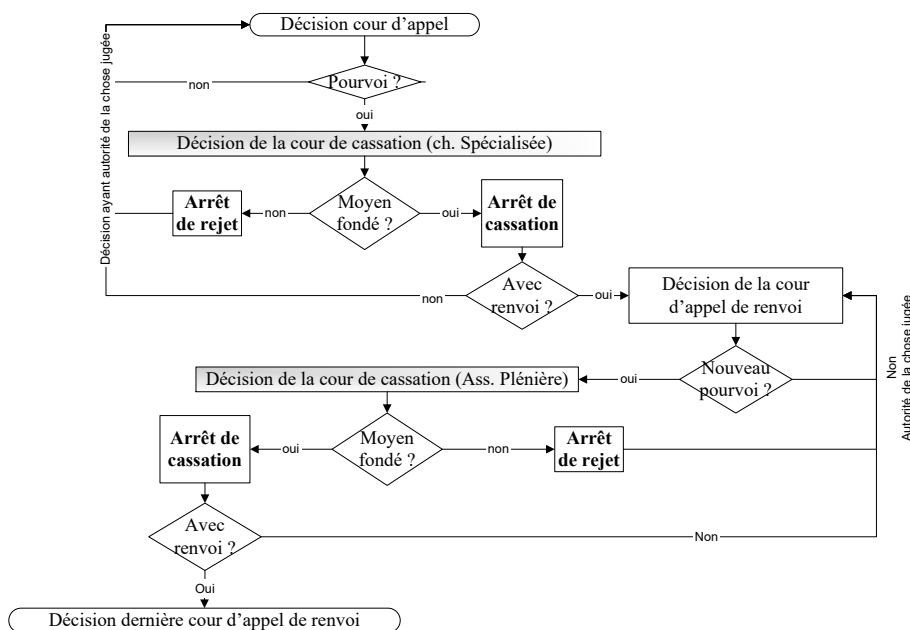 Décision cour d’appel
Décision ayant autorité de la chose jugée
non
Pourvoi ?
oui
Décision de la cour de cassation (ch. Spécialisée)
Arrêt
de rejet
non
Moyen
fondé ?
oui
Arrêt de
cassation
non
Avec
renvoi ?
oui
Décision de la cour
d’appel de renvoi
Non
Autorité de la chose jugée
Décision de la cour de cassation (Ass. Plénière)
oui
Nouveau
pourvoi ?
Arrêt de
cassation
oui
Moyen
fondé ?
non
Arrêt
de rejet
Avec
renvoi ?
Non
Oui
Décision dernière cour d’appel de renvoi